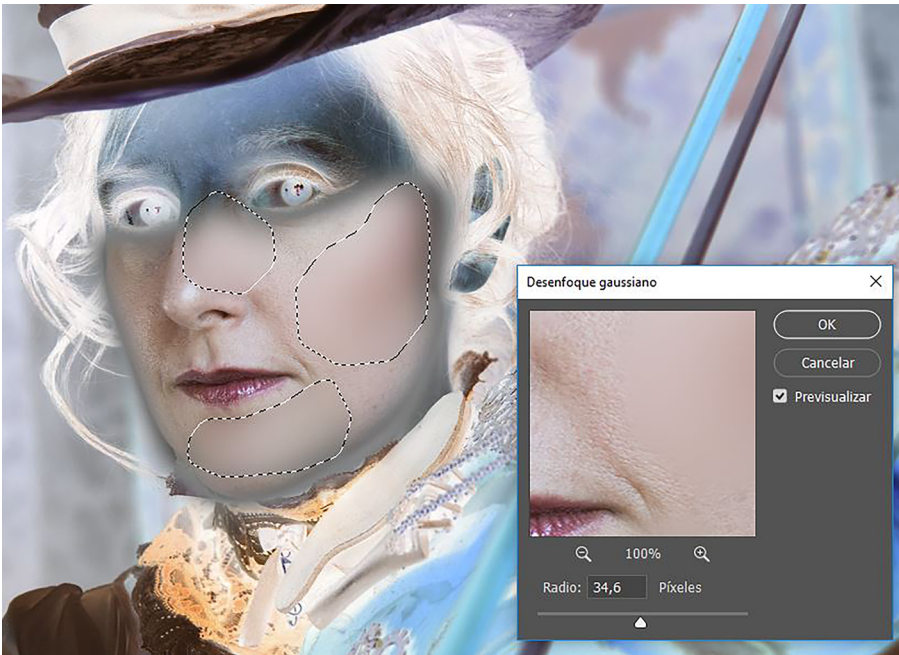 Desenfoque gaussiano
OK
Cancelar
Previsualizar
100%
Radio: 34,6 Píxeles